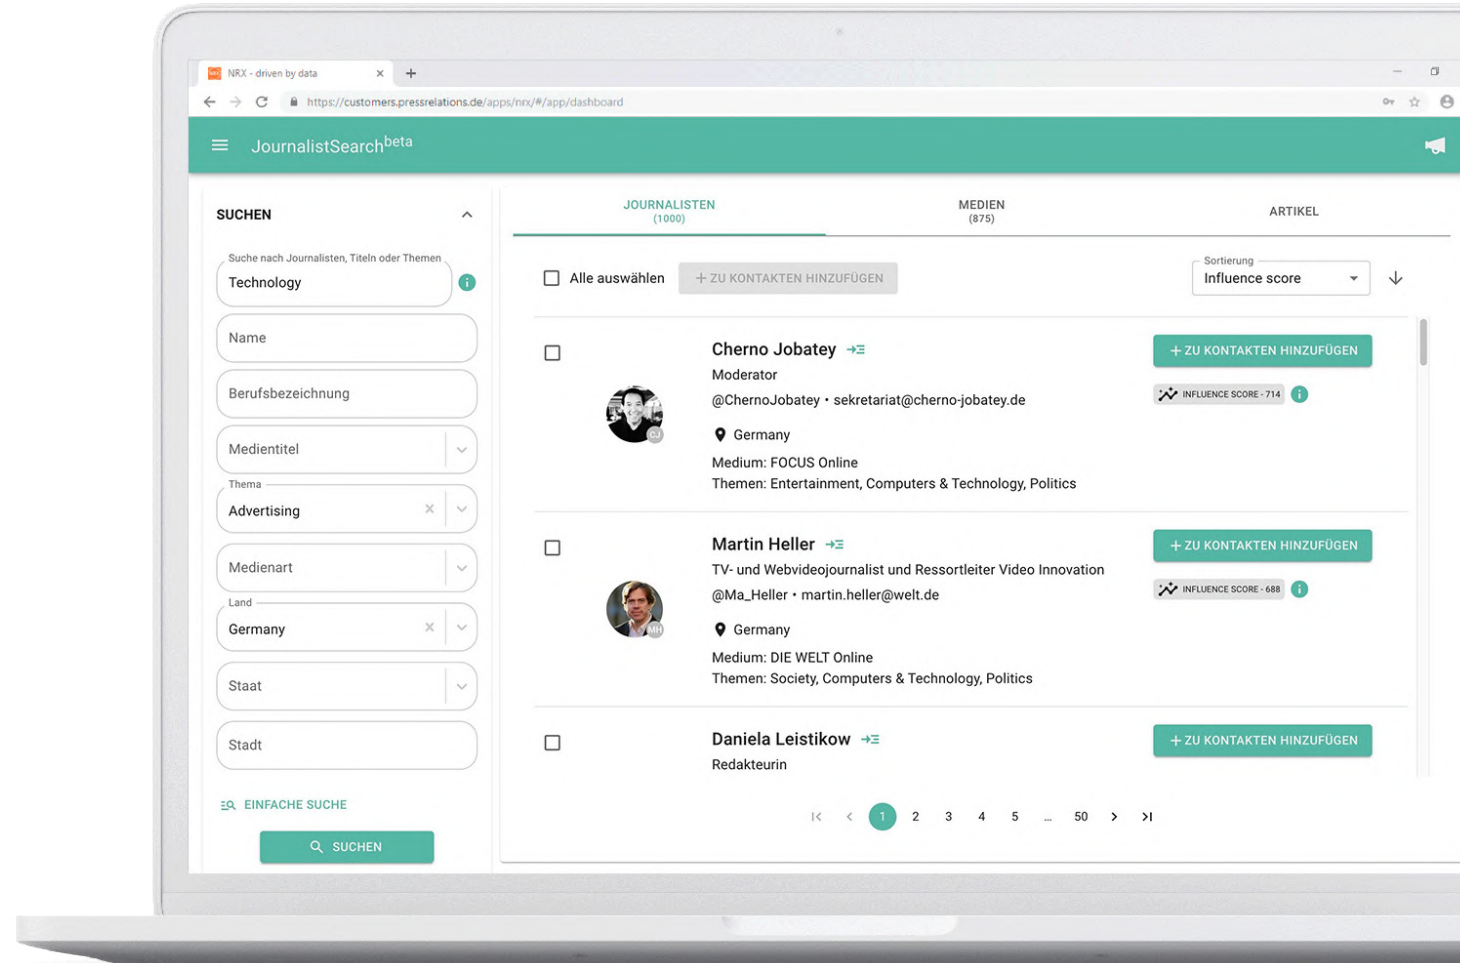 NRX - driven by data
https://customers.pressrelations.de/apps/nrx/#/app/dashboard
JournalistSearch beta
SUCHEN
Suche nach Journalisten, Titeln oder Themen
Technology
Name
Berufsbezeichnung
Medientitel
Thema
Advertising
Medienart
Land
Germany
Staat
Stadt
EINFACHE SUCHE
SUCHEN
JOURNALISTEN
(1000)
MEDIEN
(875)
ARTIKEL
Alle auswählen
+ ZU KONTAKTEN HINZUFÜGEN
Sortierung
Influence score
Cherno Jobatey
Moderator
@ChernoJobatey • sekretariat@cherno-jobatey.de
Germany
Medium: FOCUS Online
Themen: Entertainment, Computers & Technology, Politics
CJ
+ ZU KONTAKTEN HINZUFÜGEN
INFLUENCE SCORE - 714
Martin Heller
TV- und Webvideojournalist und Ressortleiter Video Innovation
@Ma_Heller • martin.heller@welt.de
Germany
Medium: DIE WELT Online
Themen: Society, Computers & Technology, Politics
MH
+ ZU KONTAKTEN HINZUFÜGEN
INFLUENCE SCORE - 688
Daniela Leistikow
Redakteurin
+ ZU KONTAKTEN HINZUFÜGEN
1 2 3 4 5 … 50